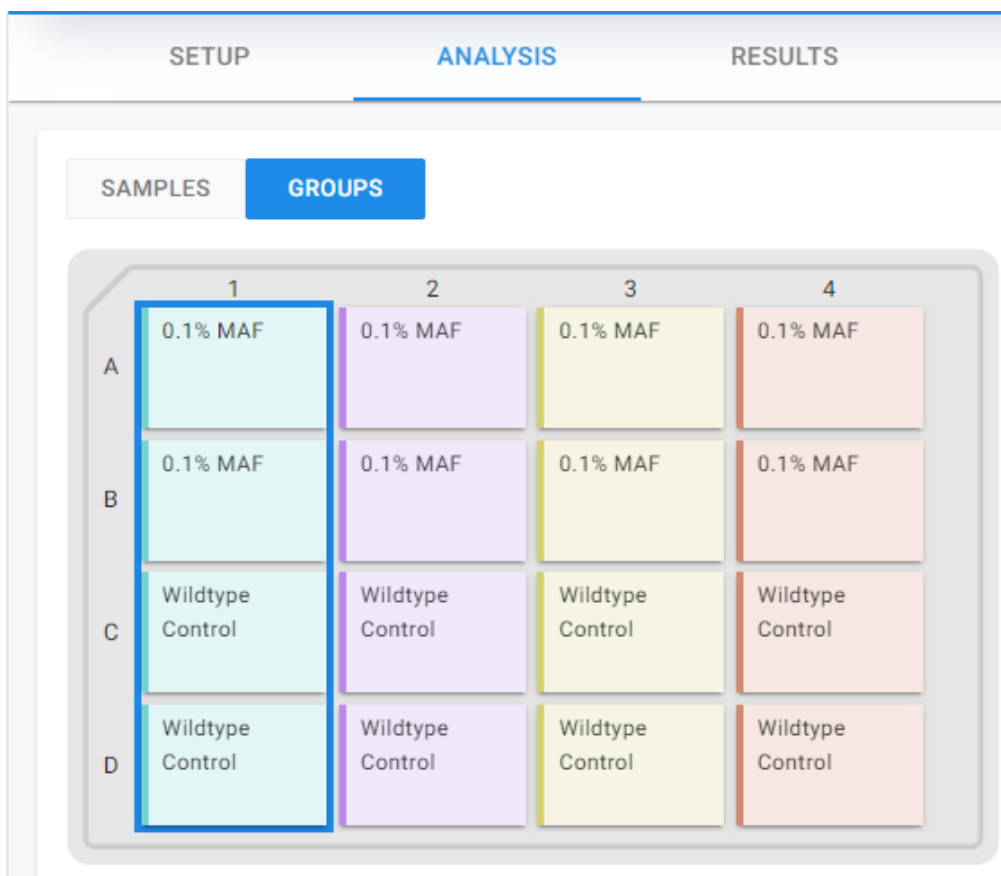 SETUP ANALYSIS RESULTS
SAMPLES GROUPS
1 2 3 4
A
0.1% MAF 0.1% MAF 0.1% MAF 0.1% MAF
B
0.1% MAF 0.1% MAF 0.1% MAF 0.1% MAF
C
Wildtype Wildtype Wildtype Wildtype
Control Control Control Control
D
Wildtype Wildtype Wildtype Wildtype
Control Control Control Control